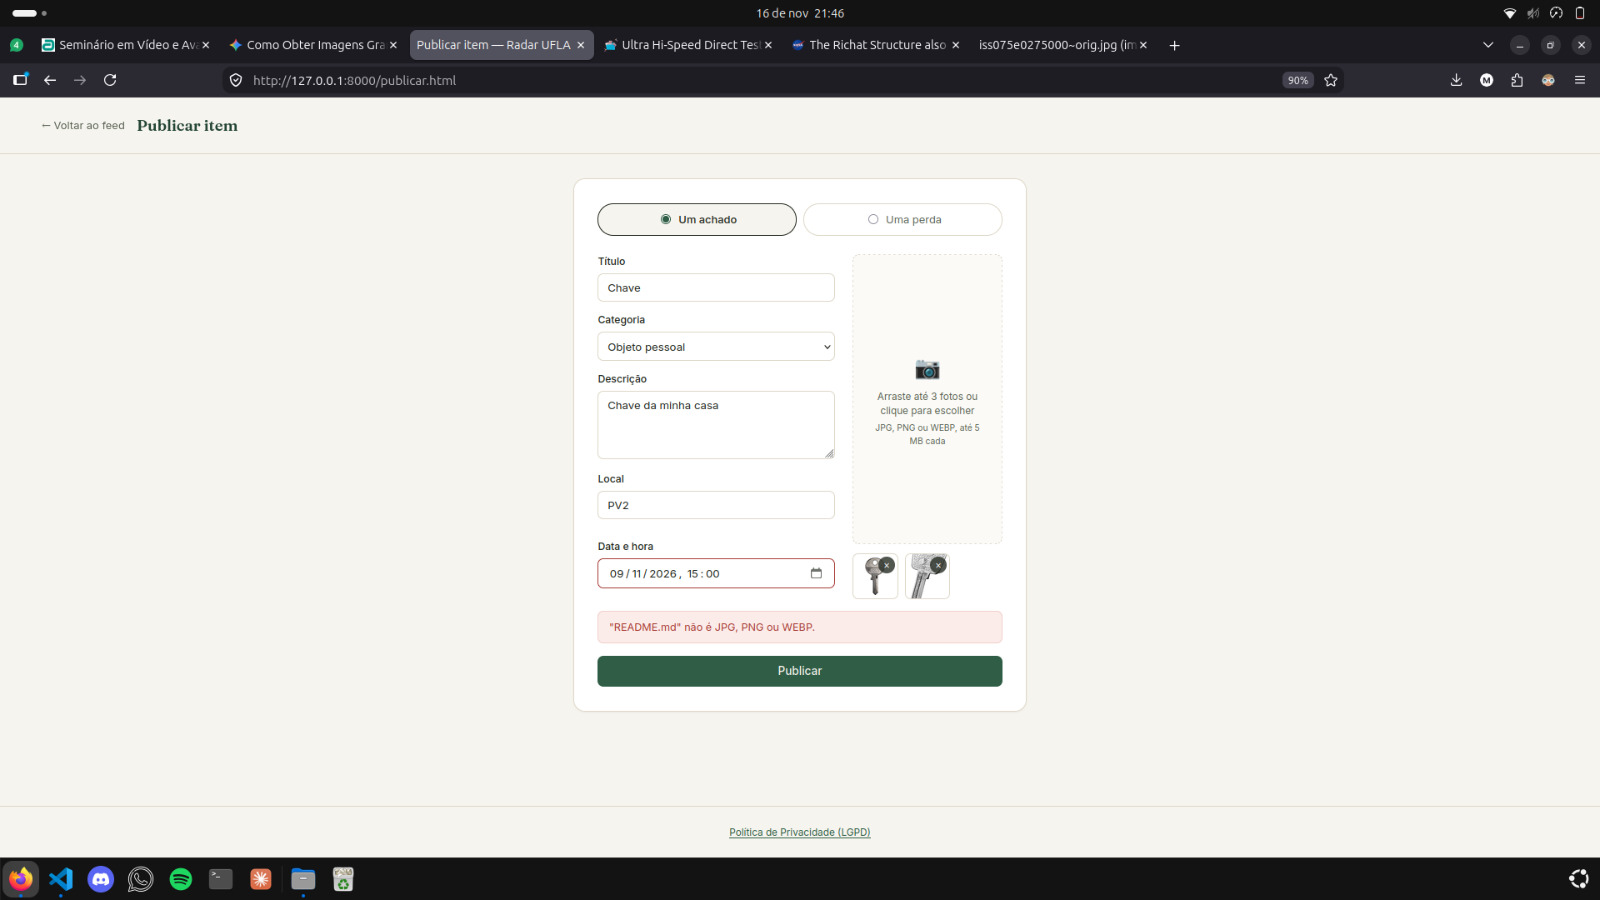 16 de nov 21:46
4
Seminário em Vídeo e Av
Como Obter Imagens Gra
Publicar item — Radar UFLA
Ultra Hi-Speed Direct Tes
The Richat Structure also
iss075e0275000~orig.jpg (im
http://127.0.0.1:8000/publicar.html
90%
M
← Voltar ao feed
Publicar item
Um achado
Uma perda
Título
Chave
Categoria
Objeto pessoal
Descrição
Chave da minha casa
Local
PV2
Data e hora
09/11/2026, 15:00
Arraste até 3 fotos ou
clique para escolher
JPG, PNG ou WEBP, até 5
MB cada
x
x
"README.md" não é JPG, PNG ou WEBP.
Publicar
Política de Privacidade (LGPD)